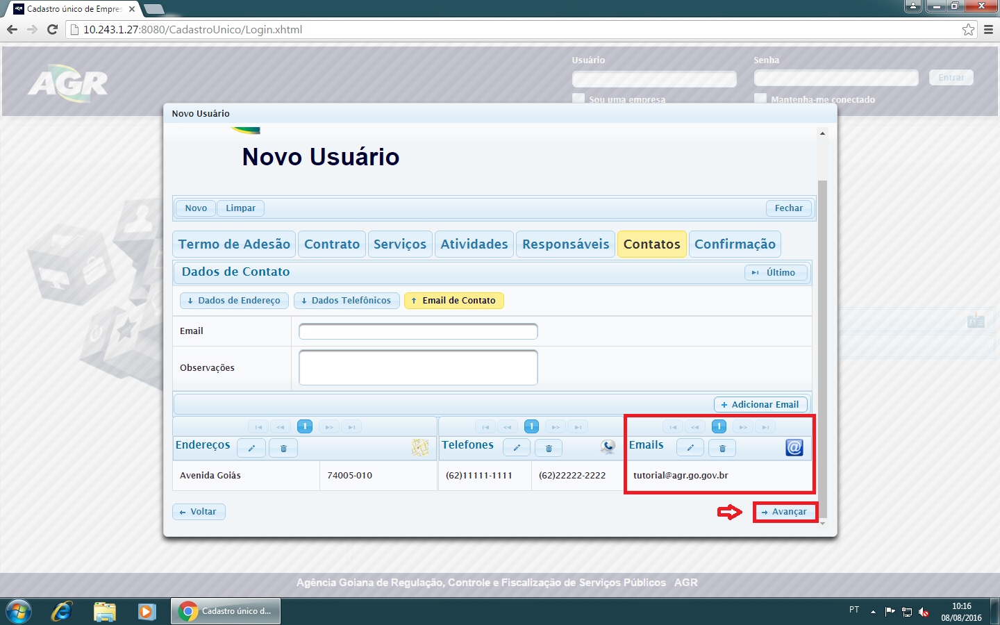 Cadastro único de Empres
10.243.1.27:8080/CadastroUnico/Login.xhtml
AGR
Usuário
Senha
Entrar
Sou uma empresa
Mantenha-me conectado
Novo Usuário
Novo Usuário
Novo
Limpar
Fechar
Termo de Adesão
Contrato
Serviços
Atividades
Responsáveis
Contatos
Confirmação
Dados de Contato
Último
Dados de Endereço
Dados Telefônicos
Email de Contato
Email
Observações
Adicionar Email
1
1
1
Endereços
Telefones
Emails
Avenida Goiás
74005-010
(62)11111-1111
(62)22222-2222
tutorial@agr.go.gov.br
Voltar
Avançar
Agência Goiana de Regulação, Controle e Fiscalização de Serviços Públicos AGR
Cadastro único d...
PT
10:16
08/08/2016